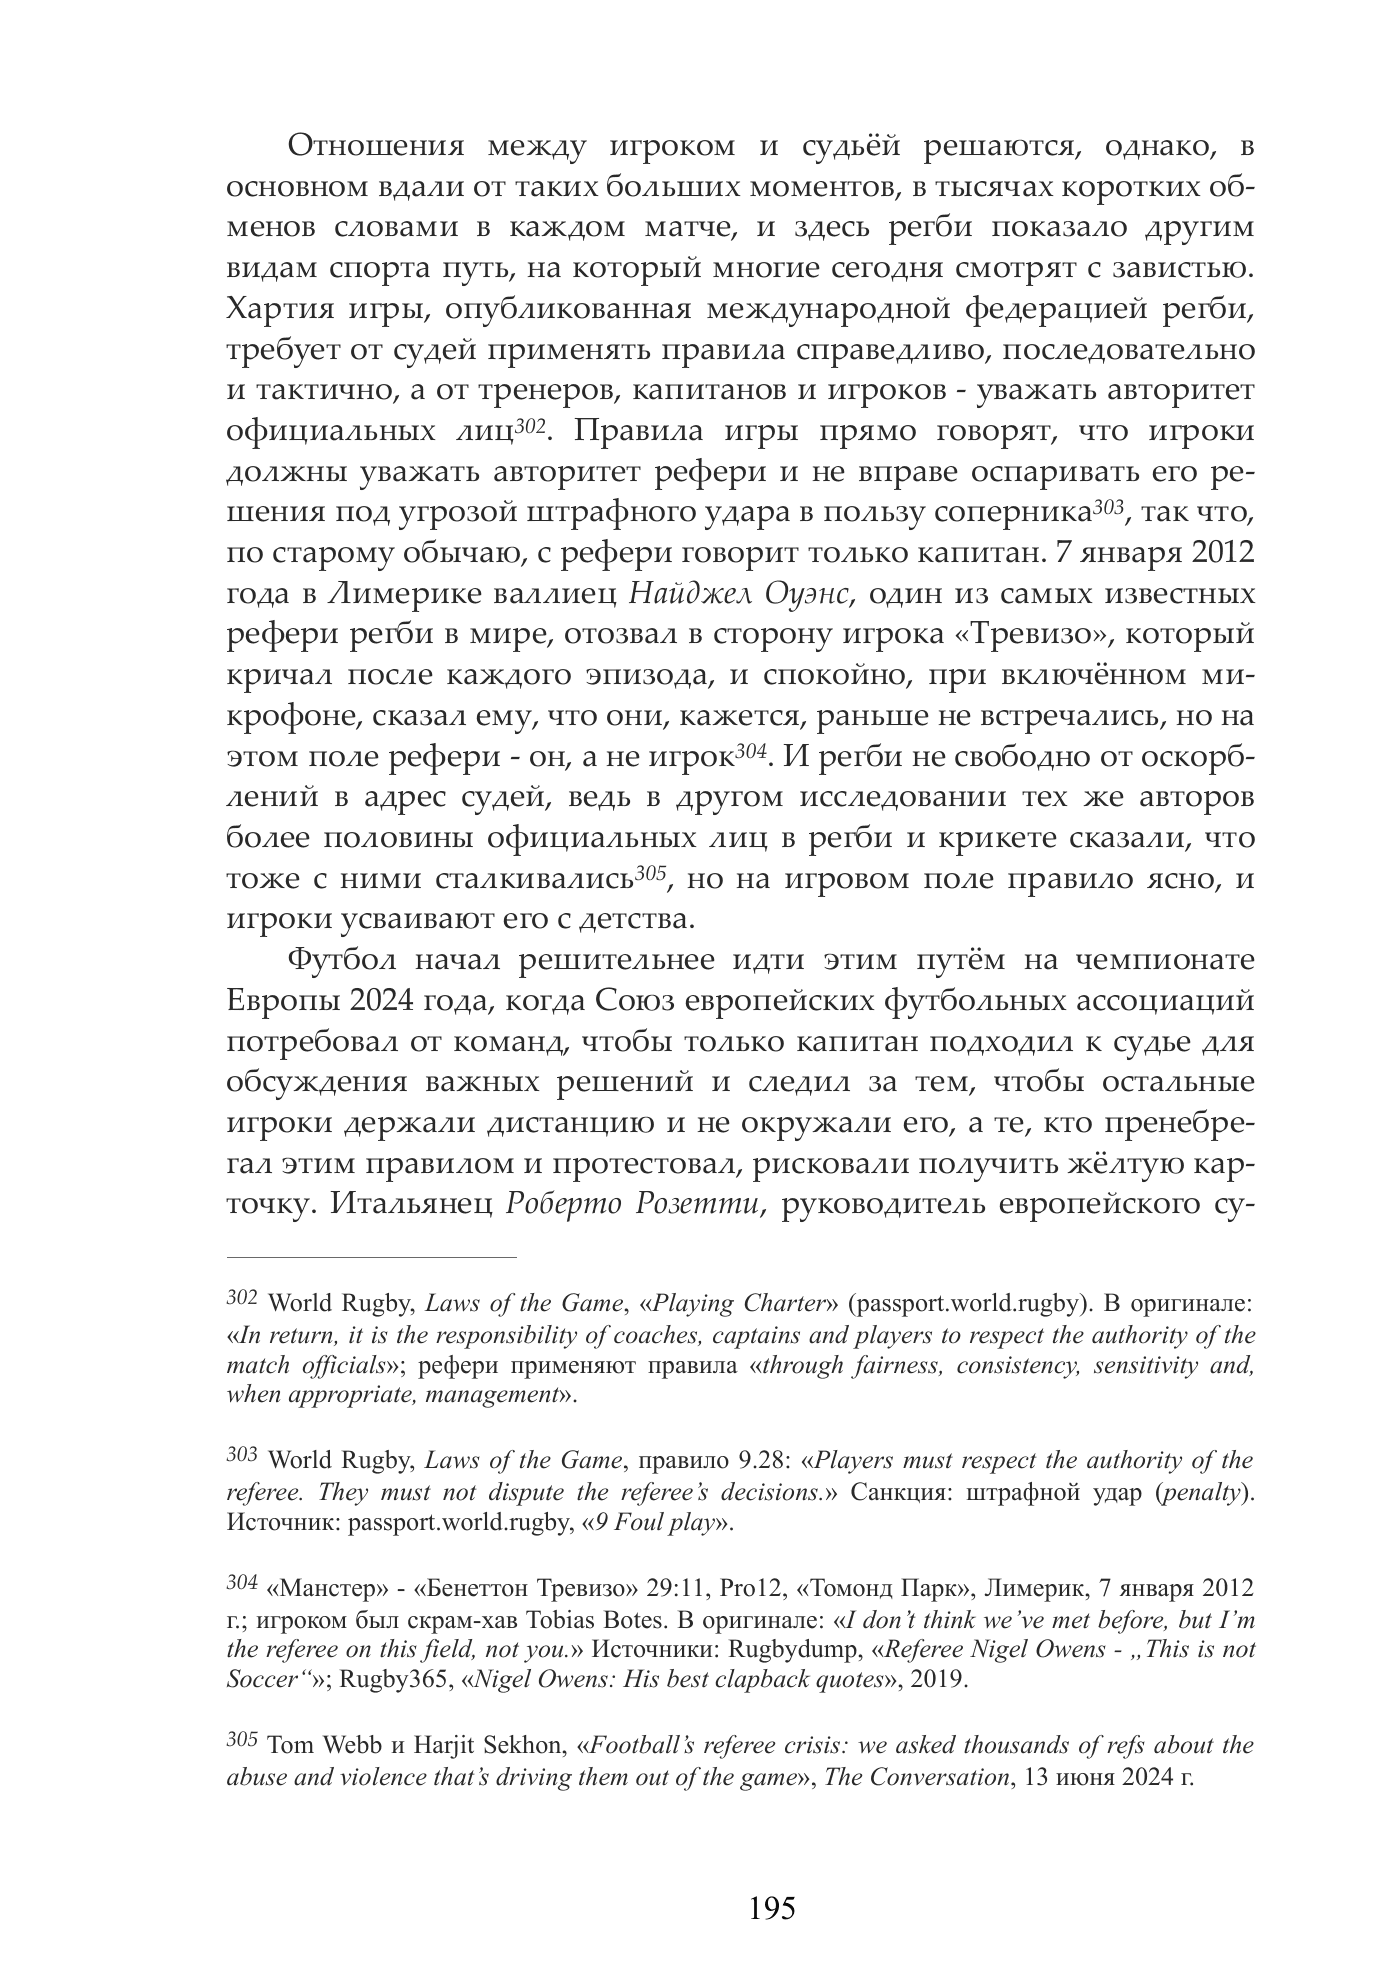 Отношения между игроком и судьёй решаются, однако, в
основном вдали от таких больших моментов, в тысячах коротких об-
менов словами в каждом матче, и здесь регби показало другим
видам спорта путь, на который многие сегодня смотрят с завистью.
Хартия игры, опубликованная международной федерацией регби,
требует от судей применять правила справедливо, последовательно
и тактично, а от тренеров, капитанов и игроков - уважать авторитет
официальных лиц302. Правила игры прямо говорят, что игроки
должны уважать авторитет рефери и не вправе оспаривать его ре-
шения под угрозой штрафного удара в пользу соперника303, так что,
по старому обычаю, с рефери говорит только капитан. 7 января 2012
года в Лимерике валлиец Найджел Оуэнс, один из самых известных
рефери регби в мире, отозвал в сторону игрока «Тревизо», который
кричал после каждого эпизода, и спокойно, при включённом ми-
крофоне, сказал ему, что они, кажется, раньше не встречались, но на
этом поле рефери - он, а не игрок304. И регби не свободно от оскорб-
лений в адрес судей, ведь в другом исследовании тех же авторов
более половины официальных лиц в регби и крикете сказали, что
тоже с ними сталкивались305, но на игровом поле правило ясно, и
игроки усваивают его с детства.
Футбол начал решительнее идти этим путём на чемпионате
Европы 2024 года, когда Союз европейских футбольных ассоциаций
потребовал от команд, чтобы только капитан подходил к судье для
обсуждения важных решений и следил за тем, чтобы остальные
игроки держали дистанцию и не окружали его, а те, кто пренебре-
гал этим правилом и протестовал, рисковали получить жёлтую кар-
точку. Итальянец Роберто Розетти, руководитель европейского су-
302 World Rugby, Laws of the Game, «Playing Charter» (passport.world.rugby). В оригинале:
«In return, it is the responsibility of coaches, captains and players to respect the authority of the
match officials»; рефери применяют правила «through fairness, consistency, sensitivity and,
when appropriate, management».
303 World Rugby, Laws of the Game, правило 9.28: «Players must respect the authority of the
referee. They must not dispute the referee’s decisions.» Санкция: штрафной удар (penalty).
Источник: passport.world.rugby, «9 Foul play».
304 «Манстер» - «Бенеттон Тревизо» 29:11, Pro12, «Томонд Парк», Лимерик, 7 января 2012
г.; игроком был скрам-хав Tobias Botes. В оригинале: «I don’t think we’ve met before, but I’m
the referee on this field, not you.» Источники: Rugbydump, «Referee Nigel Owens - „This is not
Soccer“»; Rugby365, «Nigel Owens: His best clapback quotes», 2019.
305 Tom Webb и Harjit Sekhon, «Football’s referee crisis: we asked thousands of refs about the
abuse and violence that’s driving them out of the game», The Conversation, 13 июня 2024 г.
195